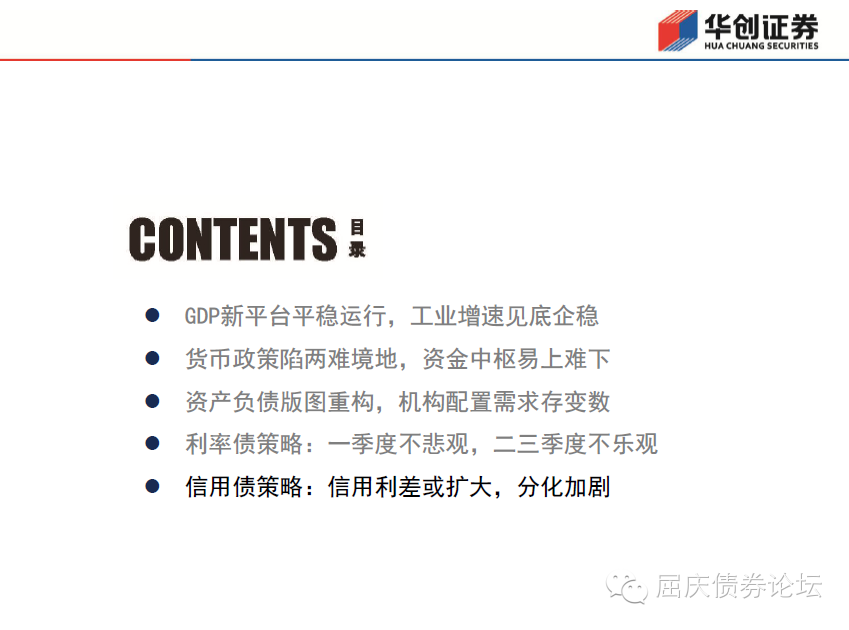 华创证券
HUA CHUANG SECURITIES
CONTENTS 目录
GDP新平台平稳运行，工业增速见底企稳
货币政策陷两难境地，资金中枢易上难下
资产负债版图重构，机构配置需求存变数
利率债策略：一季度不悲观，二三季度不乐观
信用债策略：信用利差或扩大，分化加剧
屈庆债券论坛